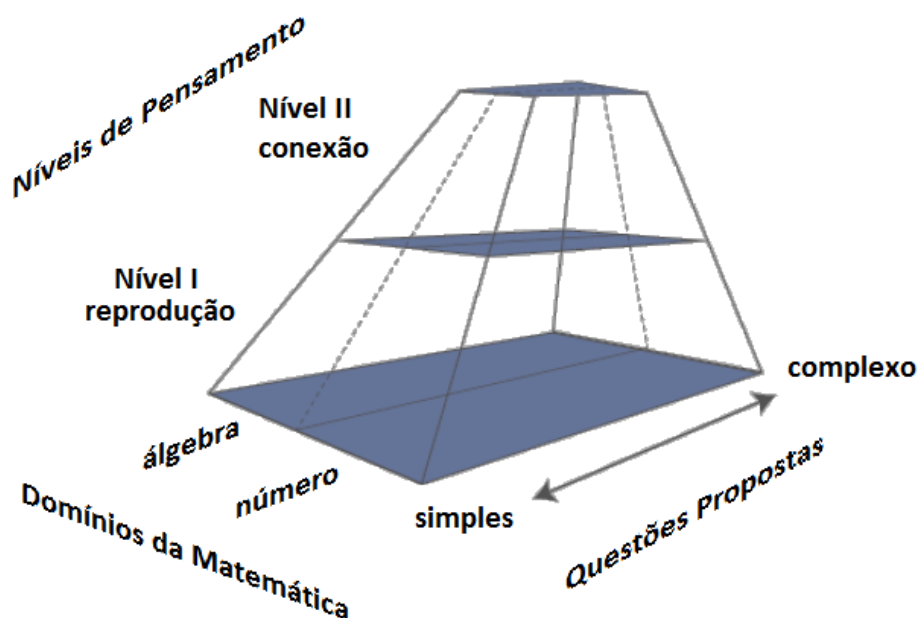 Níveis de Pensamento
Nível II
conexão
Nível I
reprodução
complexo
álgebra
número
simples
Domínios da Matemática
Questões Propostas